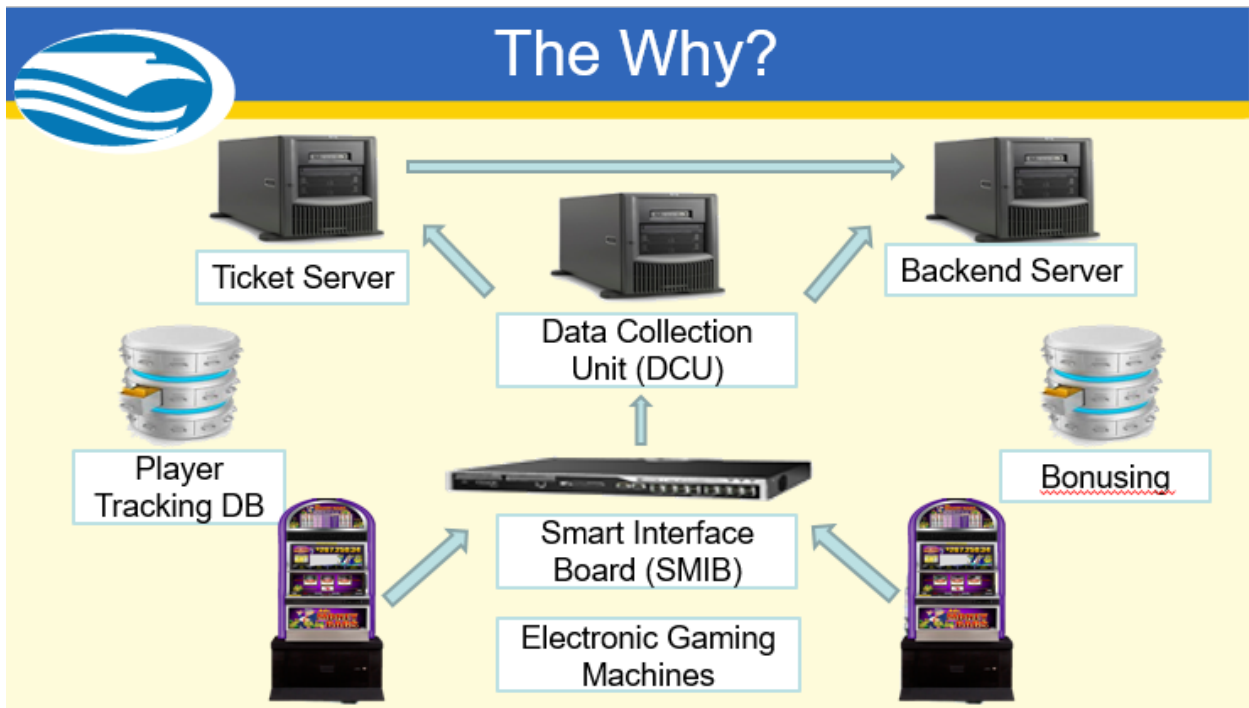 The Why?
Ticket Server
Backend Server
Data Collection
Unit (DCU)
Player
Tracking DB
Bonusing
Smart Interface
Board (SMIB)
Electronic Gaming
Machines